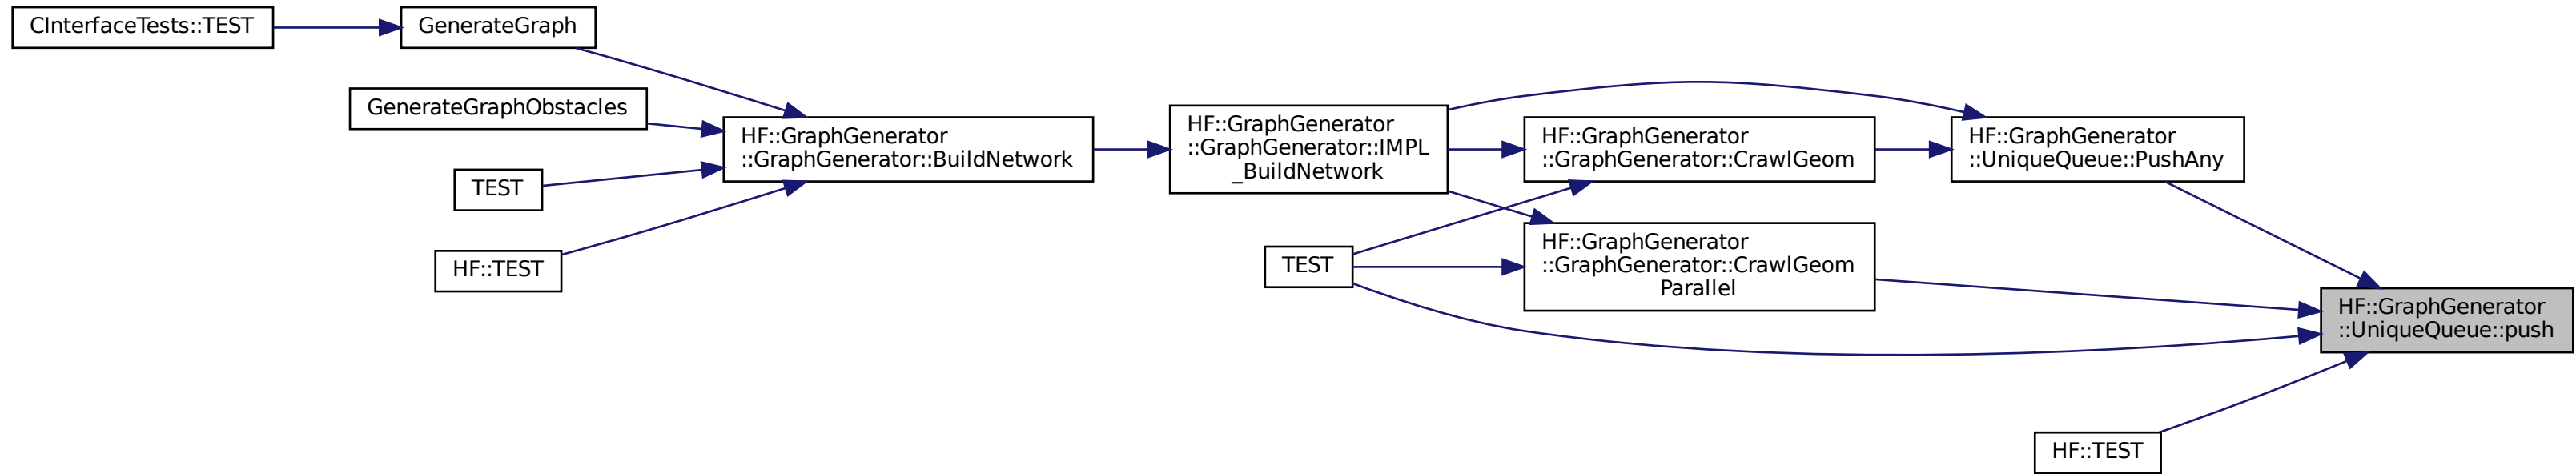 CInterfaceTests::TEST
GenerateGraph
GenerateGraphObstacles
TEST
HF::TEST
HF::GraphGenerator
::GraphGenerator::BuildNetwork
HF::GraphGenerator
::GraphGenerator::IMPL
_BuildNetwork
TEST
HF::GraphGenerator
::GraphGenerator::CrawlGeom
HF::GraphGenerator
::GraphGenerator::CrawlGeom
Parallel
HF::GraphGenerator
::UniqueQueue::PushAny
HF::GraphGenerator
::UniqueQueue::push
HF::TEST